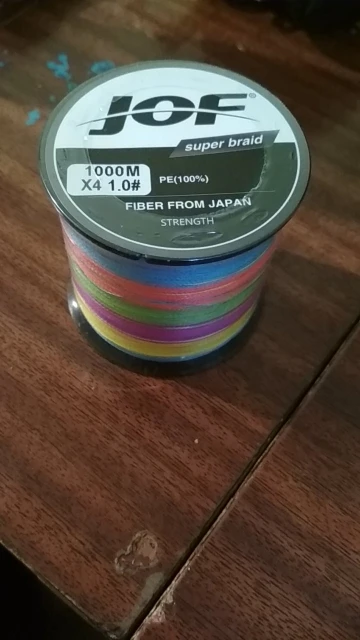 JOF®
super braid
1000M
X4 1.0#
PE(100%)
FIBER FROM JAPAN
STRENGTH